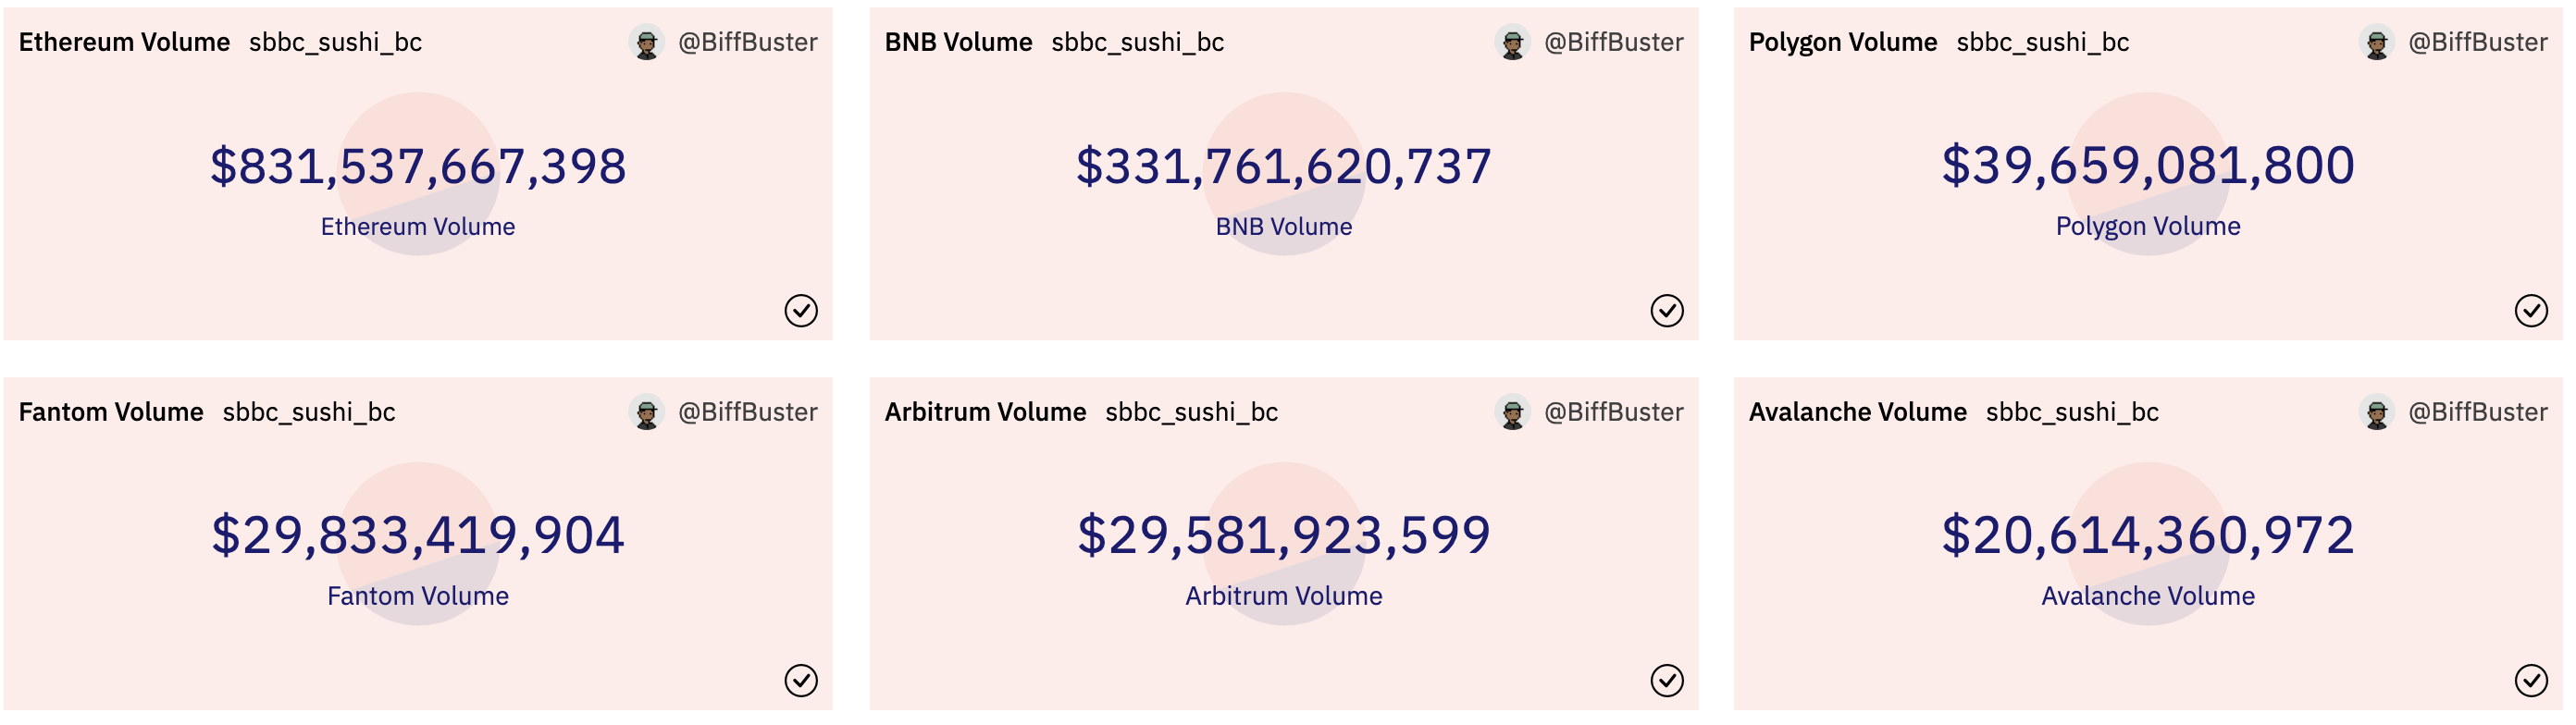 Ethereum Volume sbbc_sushi_bc @BiffBuster
$831,537,667,398
Ethereum Volume
BNB Volume sbbc_sushi_bc @BiffBuster
$331,761,620,737
BNB Volume
Polygon Volume sbbc_sushi_bc @BiffBuster
$39,659,081,800
Polygon Volume
Fantom Volume sbbc_sushi_bc @BiffBuster
$29,833,419,904
Fantom Volume
Arbitrum Volume sbbc_sushi_bc @BiffBuster
$29,581,923,599
Arbitrum Volume
Avalanche Volume sbbc_sushi_bc @BiffBuster
$20,614,360,972
Avalanche Volume